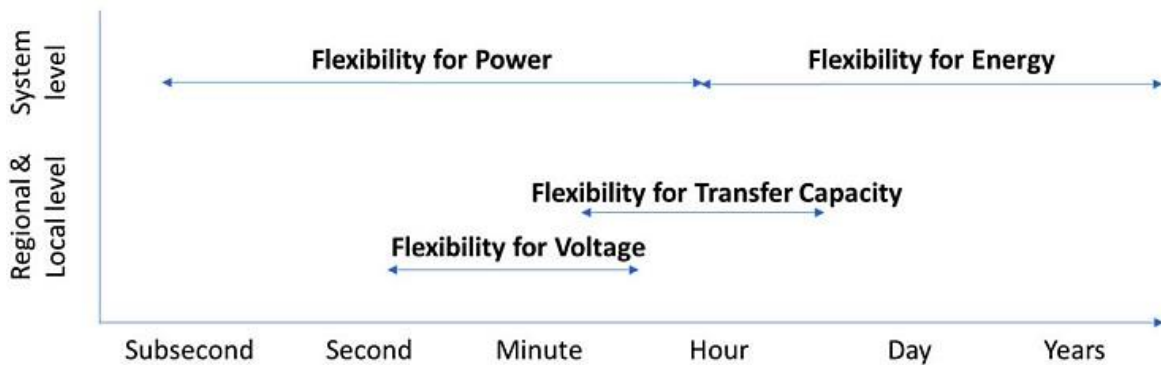 System
level
Flexibility for Power
Flexibility for Energy
Regional &
Local level
Flexibility for Transfer Capacity
Flexibility for Voltage
Subsecond
Second
Minute
Hour
Day
Years